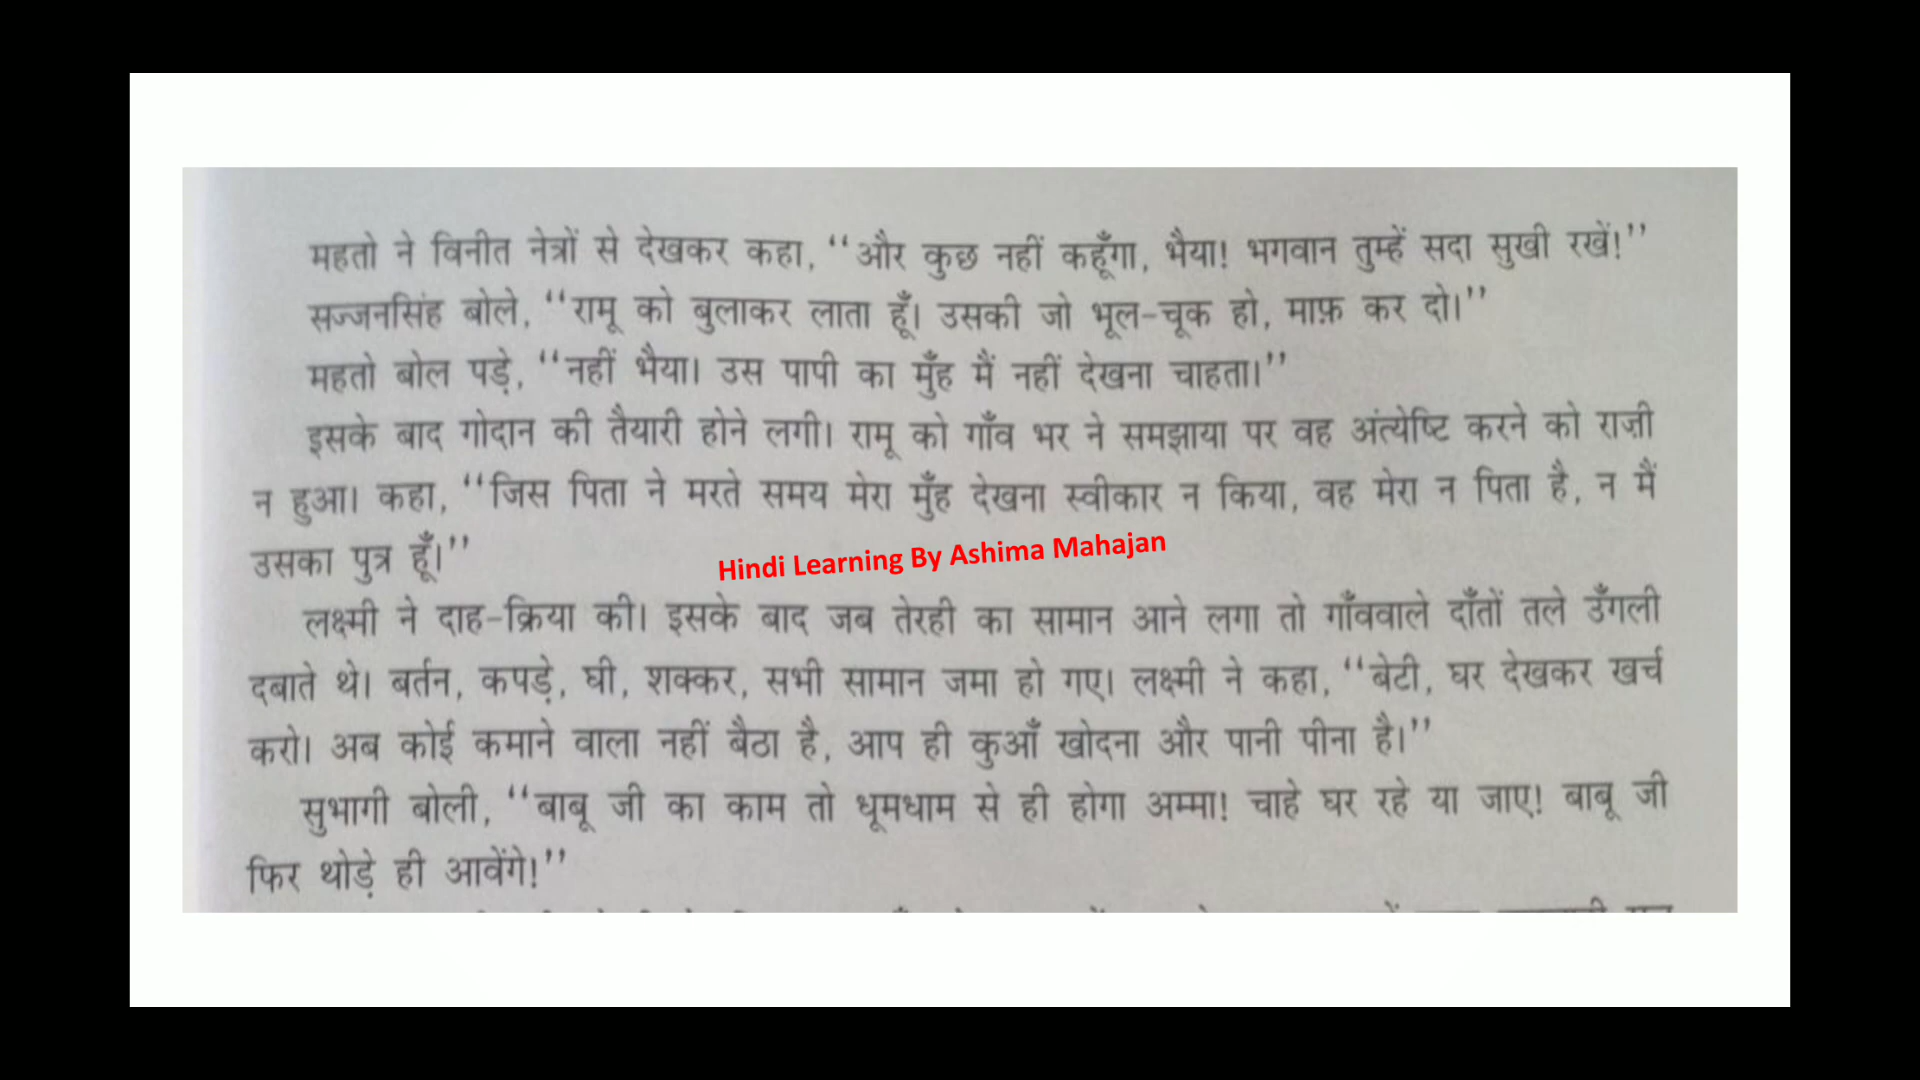 महतो ने विनीत नेत्रों से देखकर कहा, ‘‘और कुछ नहीं कहूँगा, भैया! भगवान तुम्हें सदा सुखी रखें!’’
सज्जनसिंह बोले, ‘‘रामू को बुलाकर लाता हूँ। उसकी जो भूल-चूक हो, माफ़ कर दो।’’
महतो बोल पड़े, ‘‘नहीं भैया। उस पापी का मुँह मैं नहीं देखना चाहता।’’
इसके बाद गोदान की तैयारी होने लगी। रामू को गाँव भर ने समझाया पर वह अंत्येष्टि करने को राज़ी
न हुआ। कहा, ‘‘जिस पिता ने मरते समय मेरा मुँह देखना स्वीकार न किया, वह मेरा न पिता है, न मैं
उसका पुत्र हूँ।’’
Hindi Learning By Ashima Mahajan
लक्ष्मी ने दाह-क्रिया की। इसके बाद जब तेरही का सामान आने लगा तो गाँववाले दाँतों तले उँगली
दबाते थे। बर्तन, कपड़े, घी, शक्कर, सभी सामान जमा हो गए। लक्ष्मी ने कहा, ‘‘बेटी, घर देखकर खर्च
करो। अब कोई कमाने वाला नहीं बैठा है, आप ही कुआँ खोदना और पानी पीना है।’’
सुभागी बोली, ‘‘बाबू जी का काम तो धूमधाम से ही होगा अम्मा! चाहे घर रहे या जाए! बाबू जी
फिर थोड़े ही आवेंगे!’’